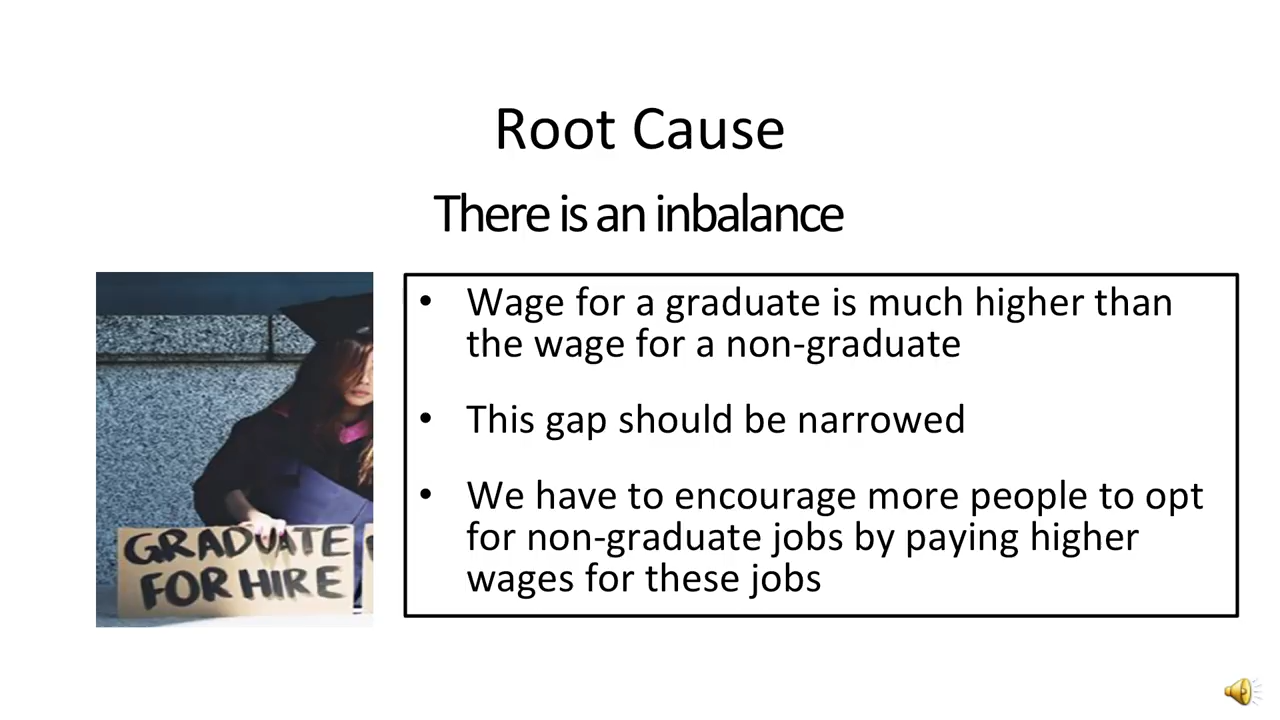 Root Cause
There is an inbalance
• Wage for a graduate is much higher than
the wage for a non-graduate
• This gap should be narrowed
• We have to encourage more people to opt
for non-graduate jobs by paying higher
wages for these jobs
GRADUATE
FOR HIRE